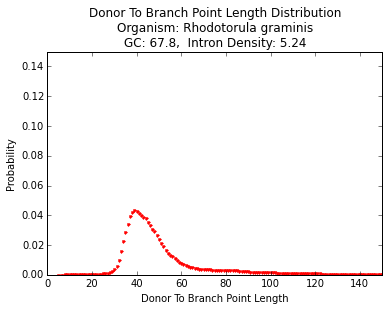 Donor To Branch Point Length Distribution
Organism: Rhodotorula graminis
GC: 67.8,  Intron Density: 5.24
Probability
0.14
0.12
0.10
0.08
0.06
0.04
0.02
0.00
0 20 40 60 80 100 120 140
Donor To Branch Point Length